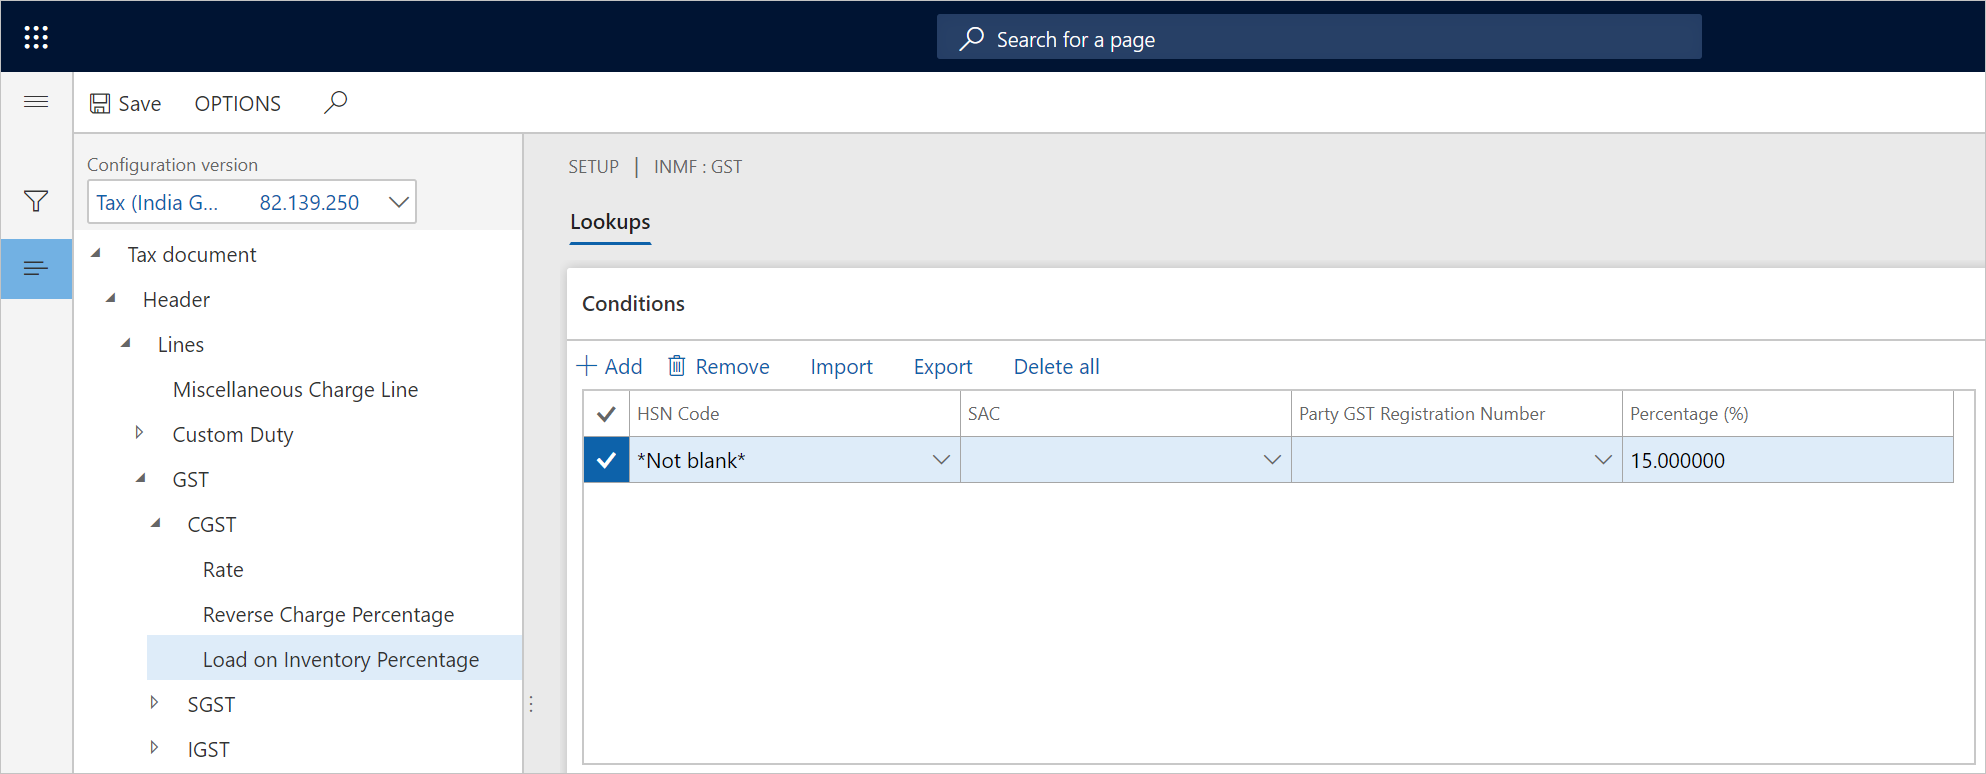 Search for a page
Save OPTIONS
Configuration version
Tax (India G... 82.139.250
Tax document
Header
Lines
Miscellaneous Charge Line
Custom Duty
GST
CGST
Rate
Reverse Charge Percentage
Load on Inventory Percentage
SGST
IGST
SETUP | INMF : GST
Lookups
Conditions
Add Remove Import Export Delete all
HSN Code SAC Party GST Registration Number Percentage (%)
*Not blank* 15.000000